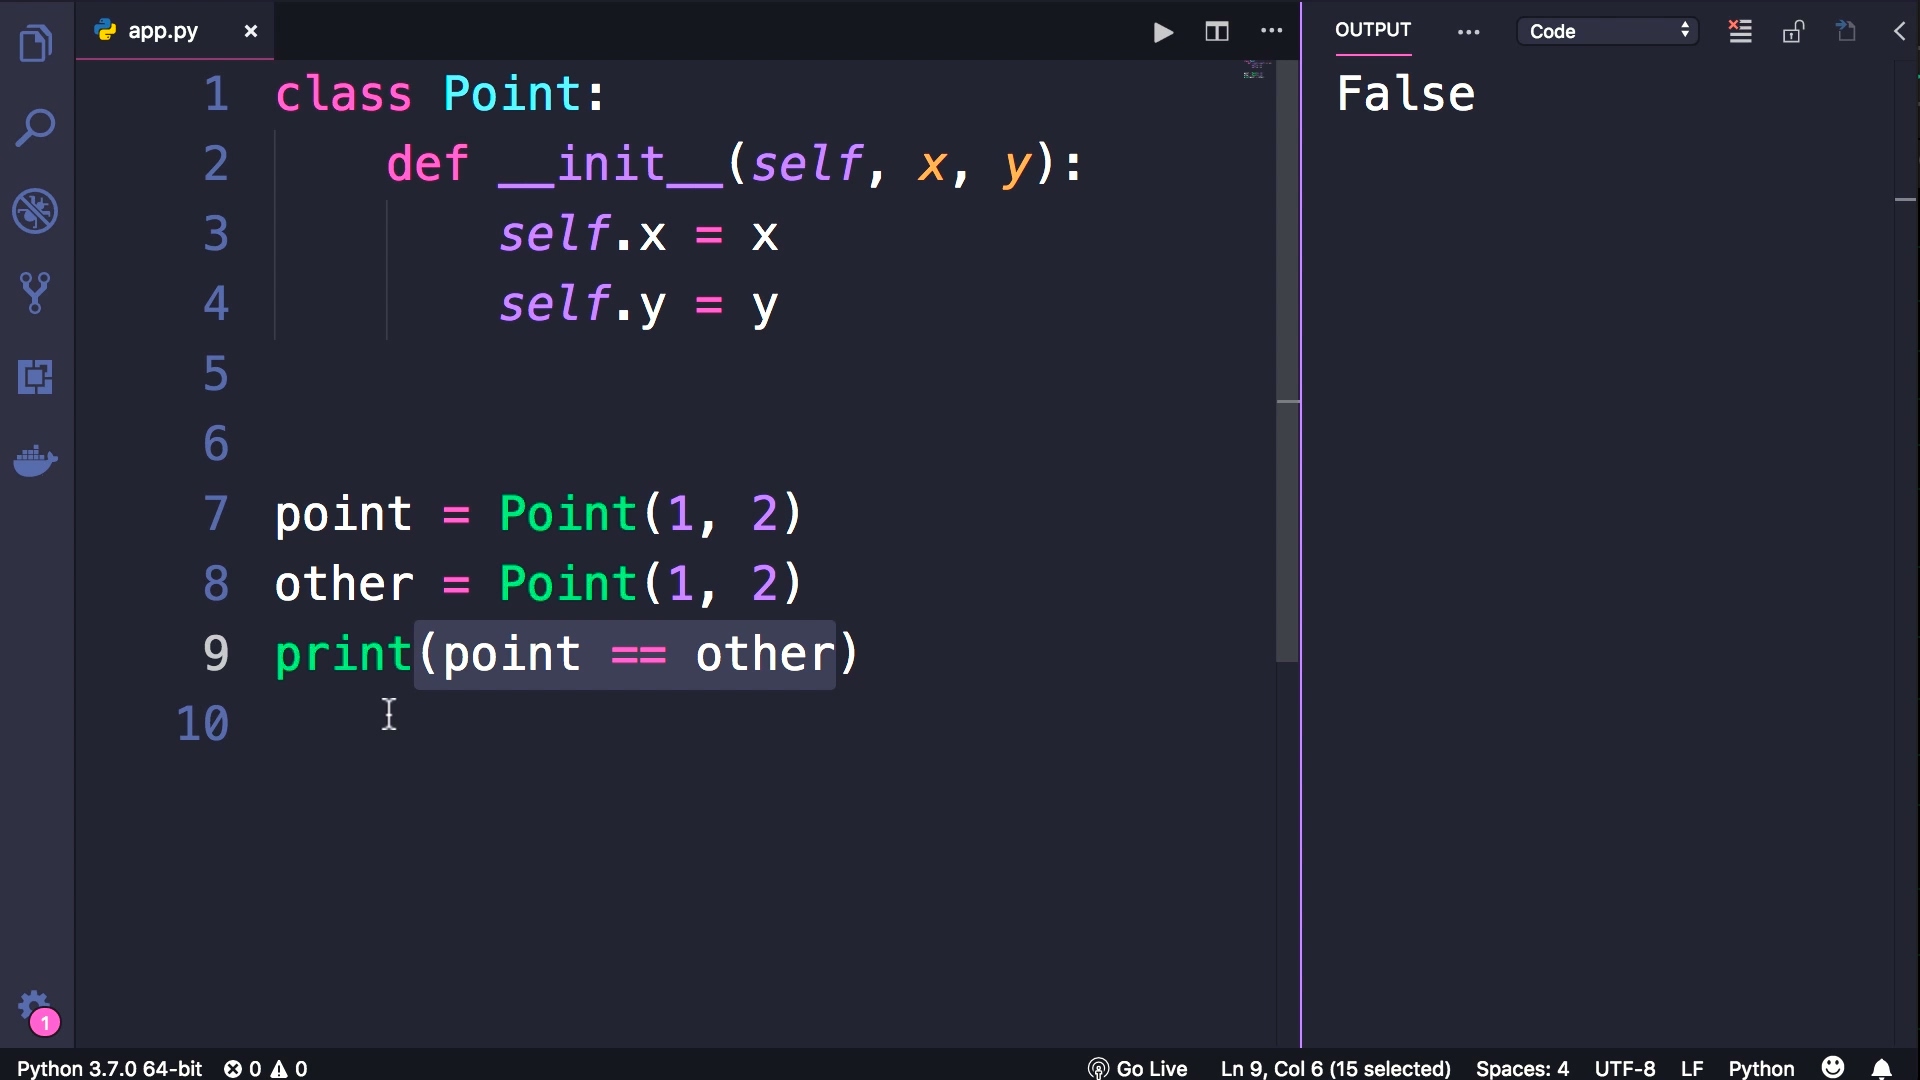 app.py
OUTPUT
Code
1 class Point:
2     def __init__(self, x, y):
3         self.x = x
4         self.y = y
5
6
7 point = Point(1, 2)
8 other = Point(1, 2)
9 print(point == other)
10
False
1
Python 3.7.0 64-bit 0 0 Go Live Ln 9, Col 6 (15 selected) Spaces: 4 UTF-8 LF Python